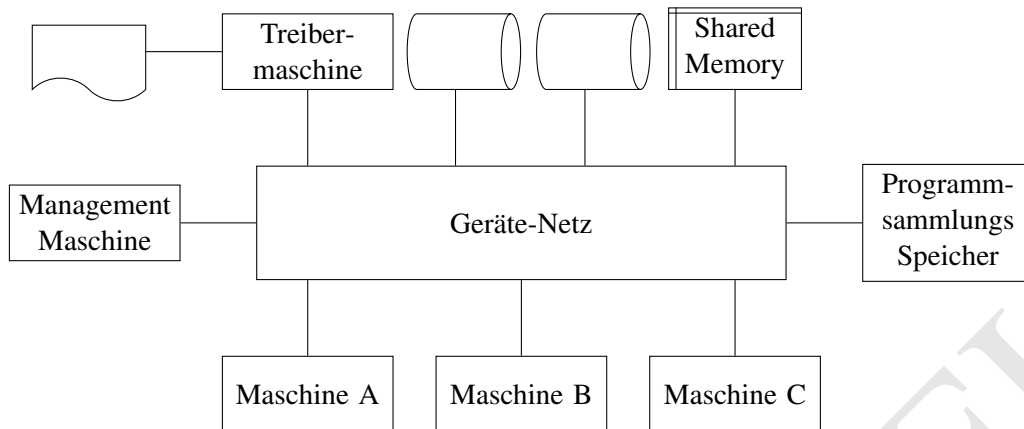 Treiber-
maschine
Shared
Memory
Management
Maschine
Geräte-Netz
Programm-
sammlungs
Speicher
Maschine A
Maschine B
Maschine C